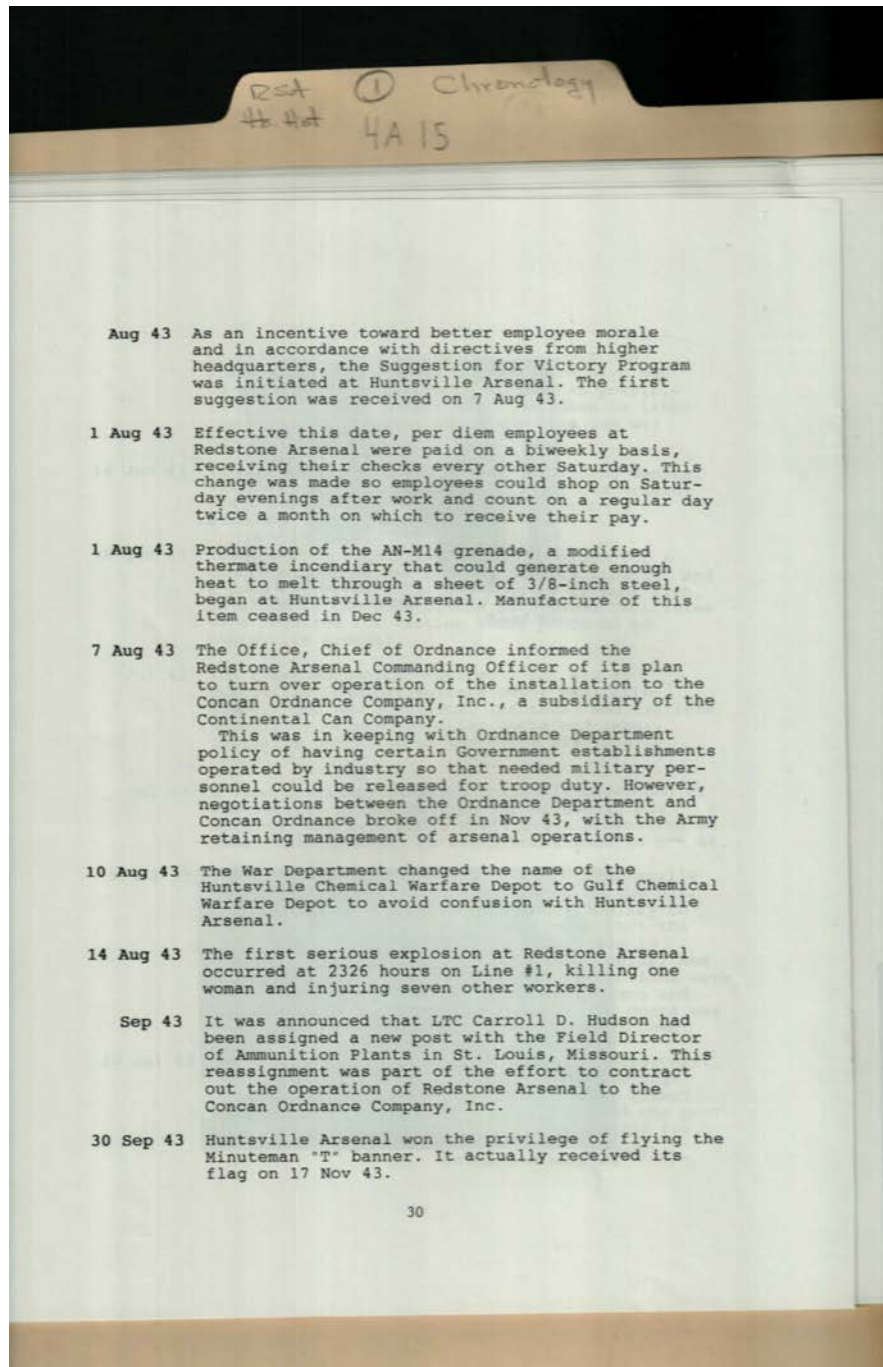 RSA ① Chronology
4A 15
Aug 43 As an incentive toward better employee morale
and in accordance with directives from higher
headquarters, the Suggestion for Victory Program
was initiated at Huntsville Arsenal. The first
suggestion was received on 7 Aug 43.
1 Aug 43 Effective this date, per diem employees at
Redstone Arsenal were paid on a biweekly basis,
receiving their checks every other Saturday. This
change was made so employees could shop on Satur-
day evenings after work and count on a regular day
twice a month on which to receive their pay.
1 Aug 43 Production of the AN-M14 grenade, a modified
thermate incendiary that could generate enough
heat to melt through a sheet of 3/8-inch steel,
began at Huntsville Arsenal. Manufacture of this
item ceased in Dec 43.
7 Aug 43 The Office, Chief of Ordnance informed the
Redstone Arsenal Commanding Officer of its plan
to turn over operation of the installation to the
Concan Ordnance Company, Inc., a subsidiary of the
Continental Can Company.
This was in keeping with Ordnance Department
policy of having certain Government establishments
operated by industry so that needed military per-
sonnel could be released for troop duty. However,
negotiations between the Ordnance Department and
Concan Ordnance broke off in Nov 43, with the Army
retaining management of arsenal operations.
10 Aug 43 The War Department changed the name of the
Huntsville Chemical Warfare Depot to Gulf Chemical
Warfare Depot to avoid confusion with Huntsville
Arsenal.
14 Aug 43 The first serious explosion at Redstone Arsenal
occurred at 2326 hours on Line #1, killing one
woman and injuring seven other workers.
Sep 43 It was announced that LTC Carroll D. Hudson had
been assigned a new post with the Field Director
of Ammunition Plants in St. Louis, Missouri. This
reassignment was part of the effort to contract
out the operation of Redstone Arsenal to the
Concan Ordnance Company, Inc.
30 Sep 43 Huntsville Arsenal won the privilege of flying the
Minuteman "T" banner. It actually received its
flag on 17 Nov 43.
30